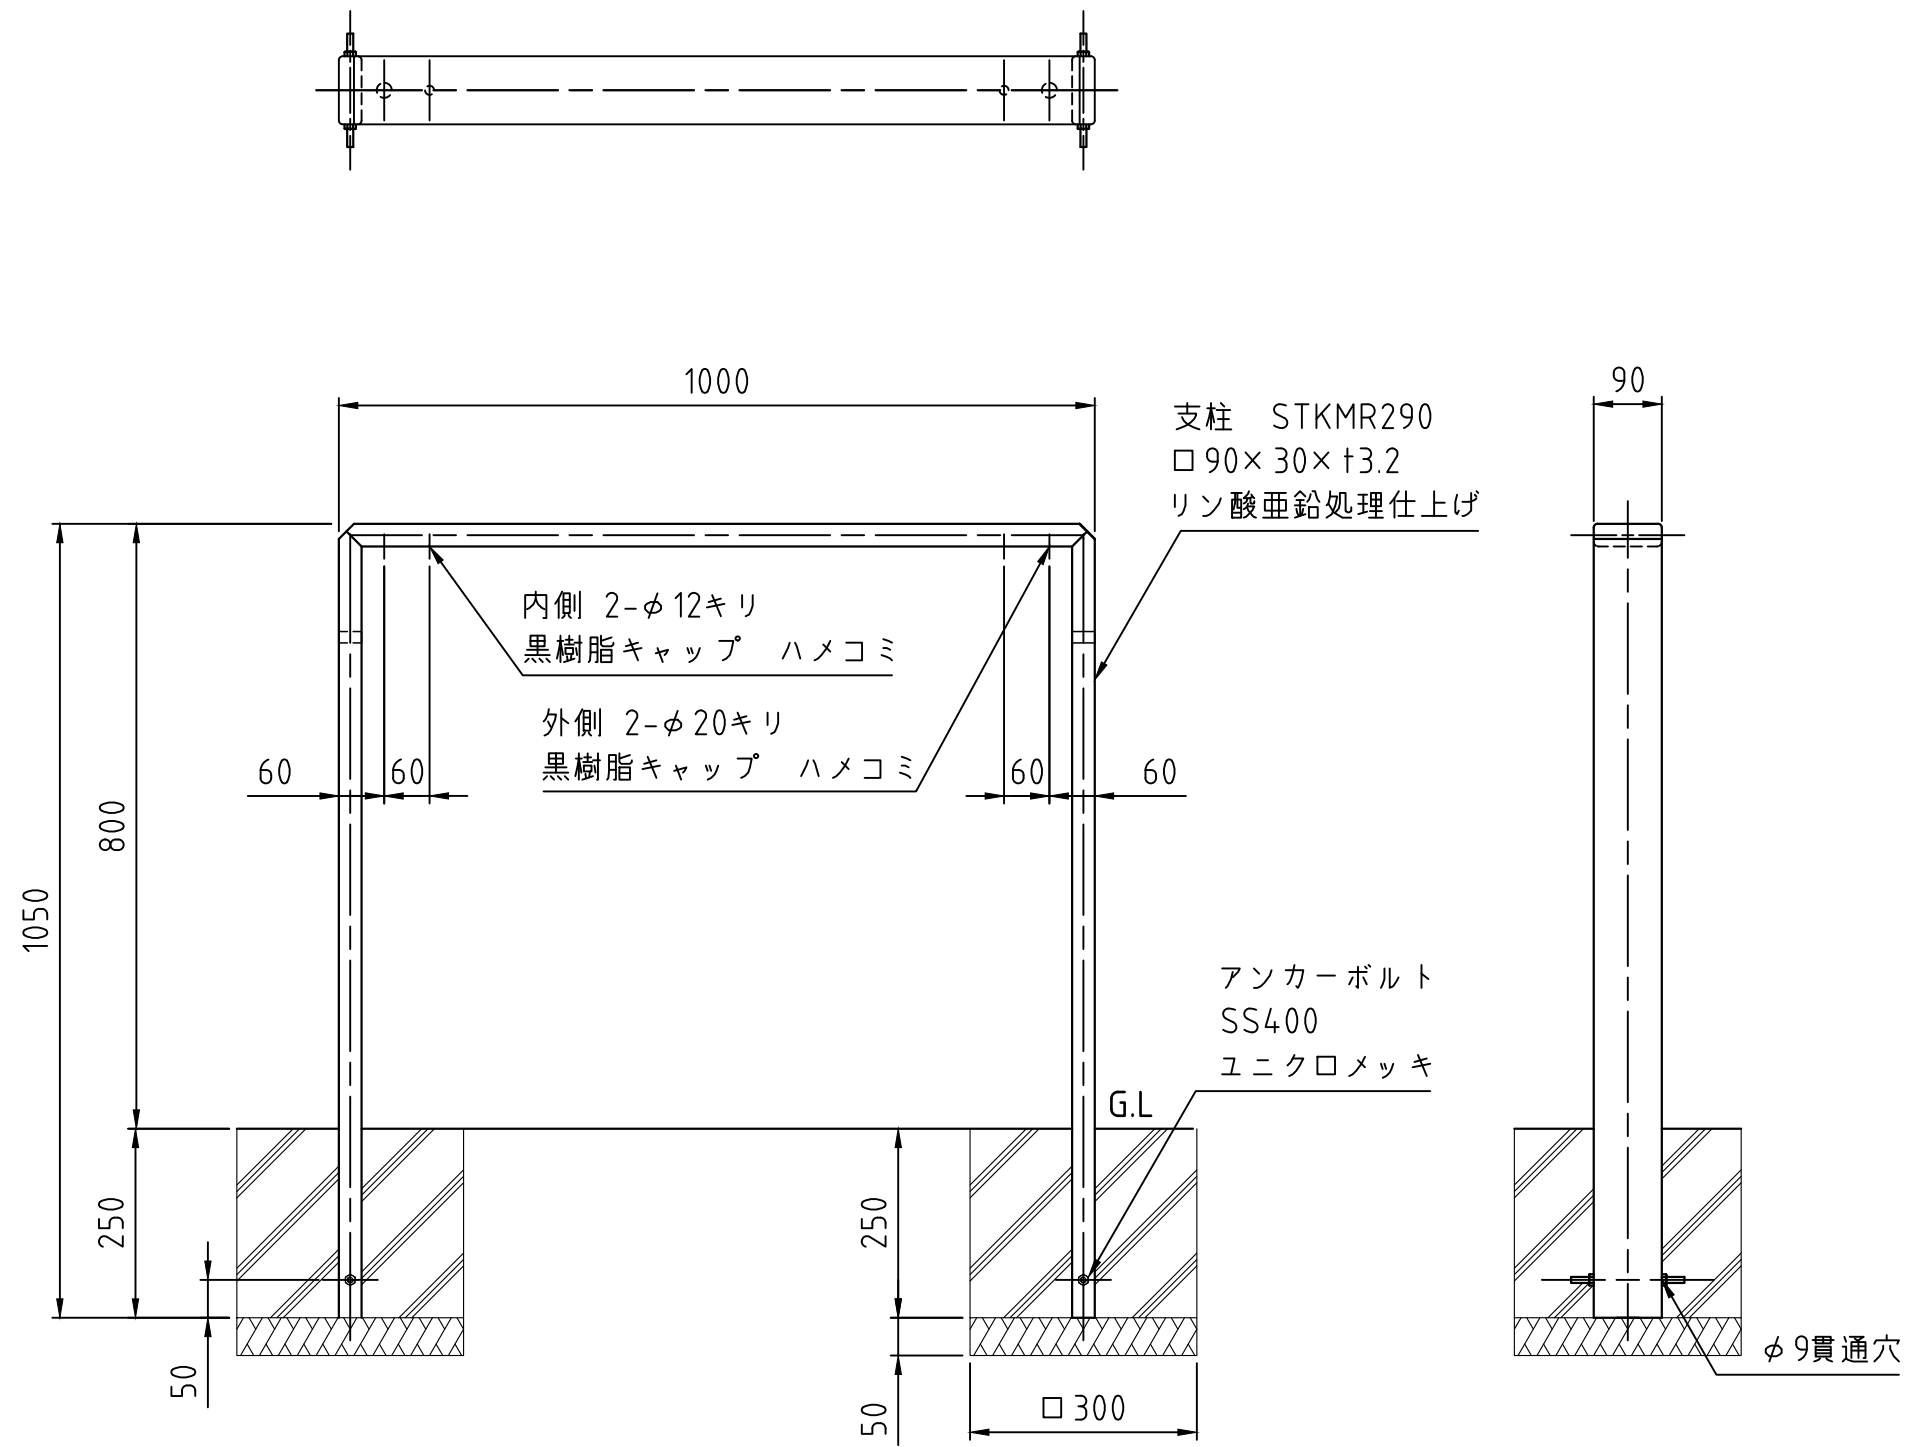 1000
90
支柱　STKMR290
□90×30×t3.2
リン酸亜鉛処理仕上げ
内側 2-φ12キリ
黒樹脂キャップ　ハメコミ
外側 2-φ20キリ
黒樹脂キャップ　ハメコミ
60
60
60
60
800
1050
アンカーボルト
SS400
ユニクロメッキ
G.L
250
250
50
50
□300
φ9貫通穴